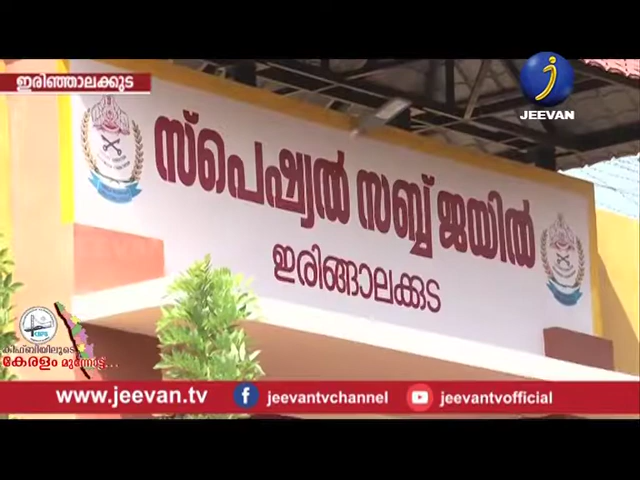 ഇരിഞ്ഞാലക്കുട
JEEVAN
സ്പെഷ്യൽ സബ്ബ് ജയിൽ
ഇരിങ്ങാലക്കുട
കിഫ്ബിയിലൂടെ
കേരളം മുന്നോട്ട്...
www.jeevan.tv jeevantvchannel jeevantvofficial